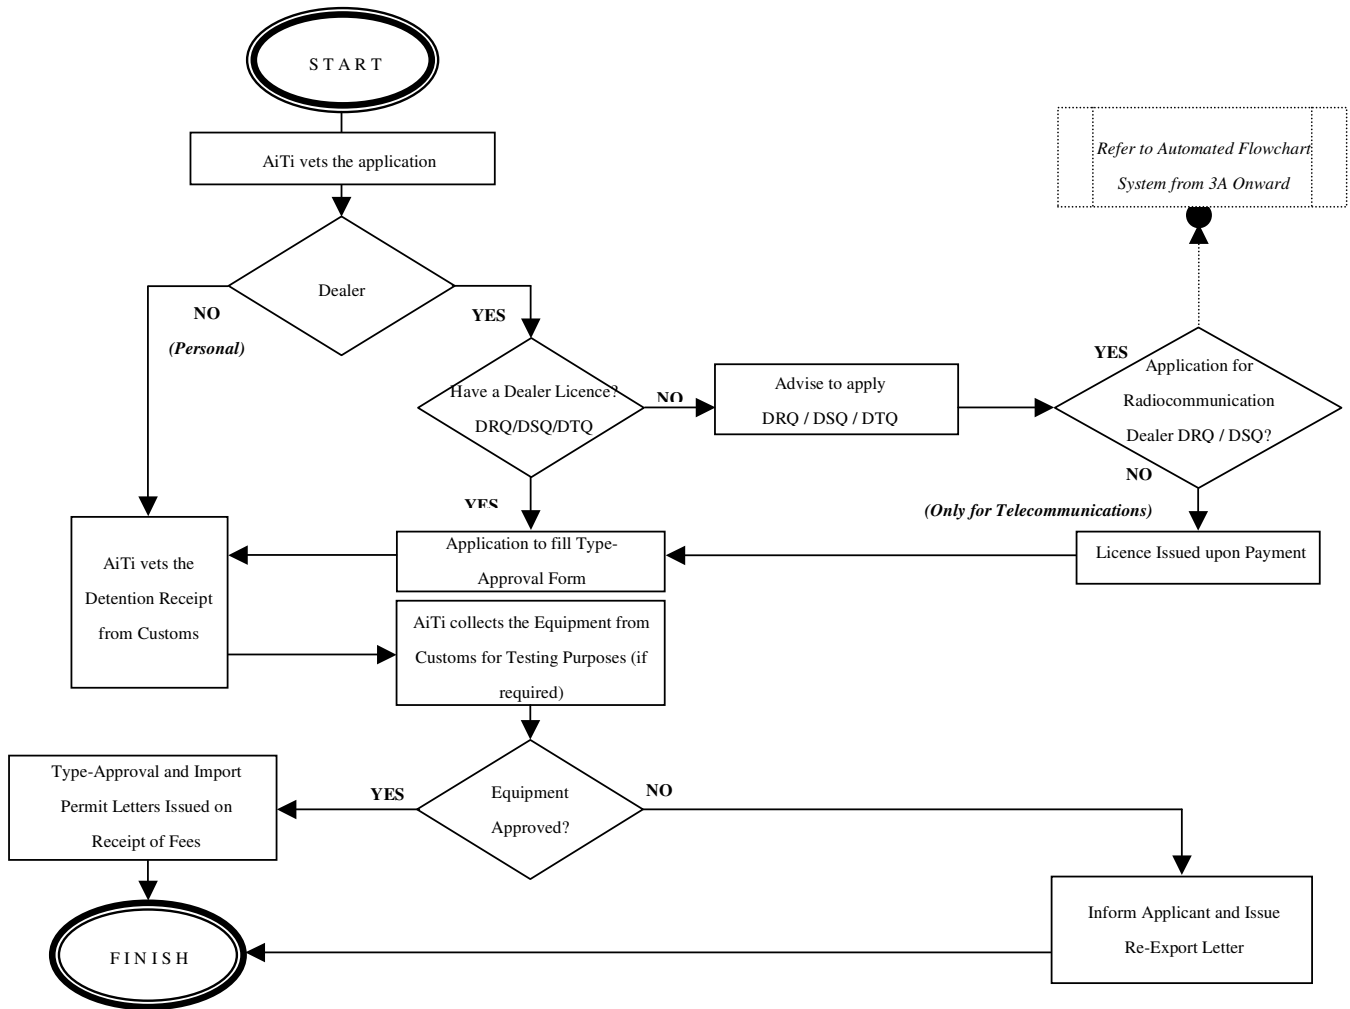 S T A R T
AiTi vets the application
Refer to Automated Flowchart
System from 3A Onward
Dealer
NO
(Personal)
YES
Have a Dealer Licence?
DRQ/DSQ/DTQ
NO
Advise to apply
DRQ / DSQ / DTQ
YES
Application for
Radiocommunication
Dealer DRQ / DSQ?
NO
(Only for Telecommunications)
YES
Application to fill Type-
Approval Form
Licence Issued upon Payment
AiTi vets the
Detention Receipt
from Customs
AiTi collects the Equipment from
Customs for Testing Purposes (if
required)
Type-Approval and Import
Permit Letters Issued on
Receipt of Fees
YES
Equipment
Approved?
NO
Inform Applicant and Issue
Re-Export Letter
F I N I S H